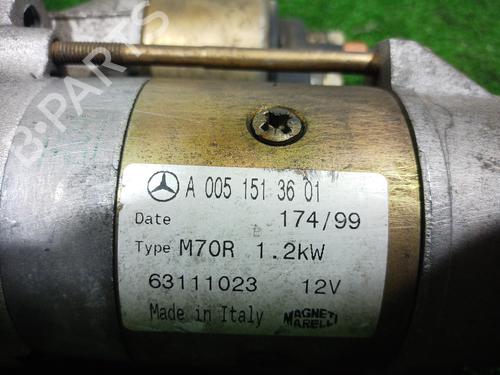 A 005 151 36 01
Date 174/99
Type M70R 1.2kW
63111023 12V
Made in Italy MAGNETI MARELLI
B-PARTS